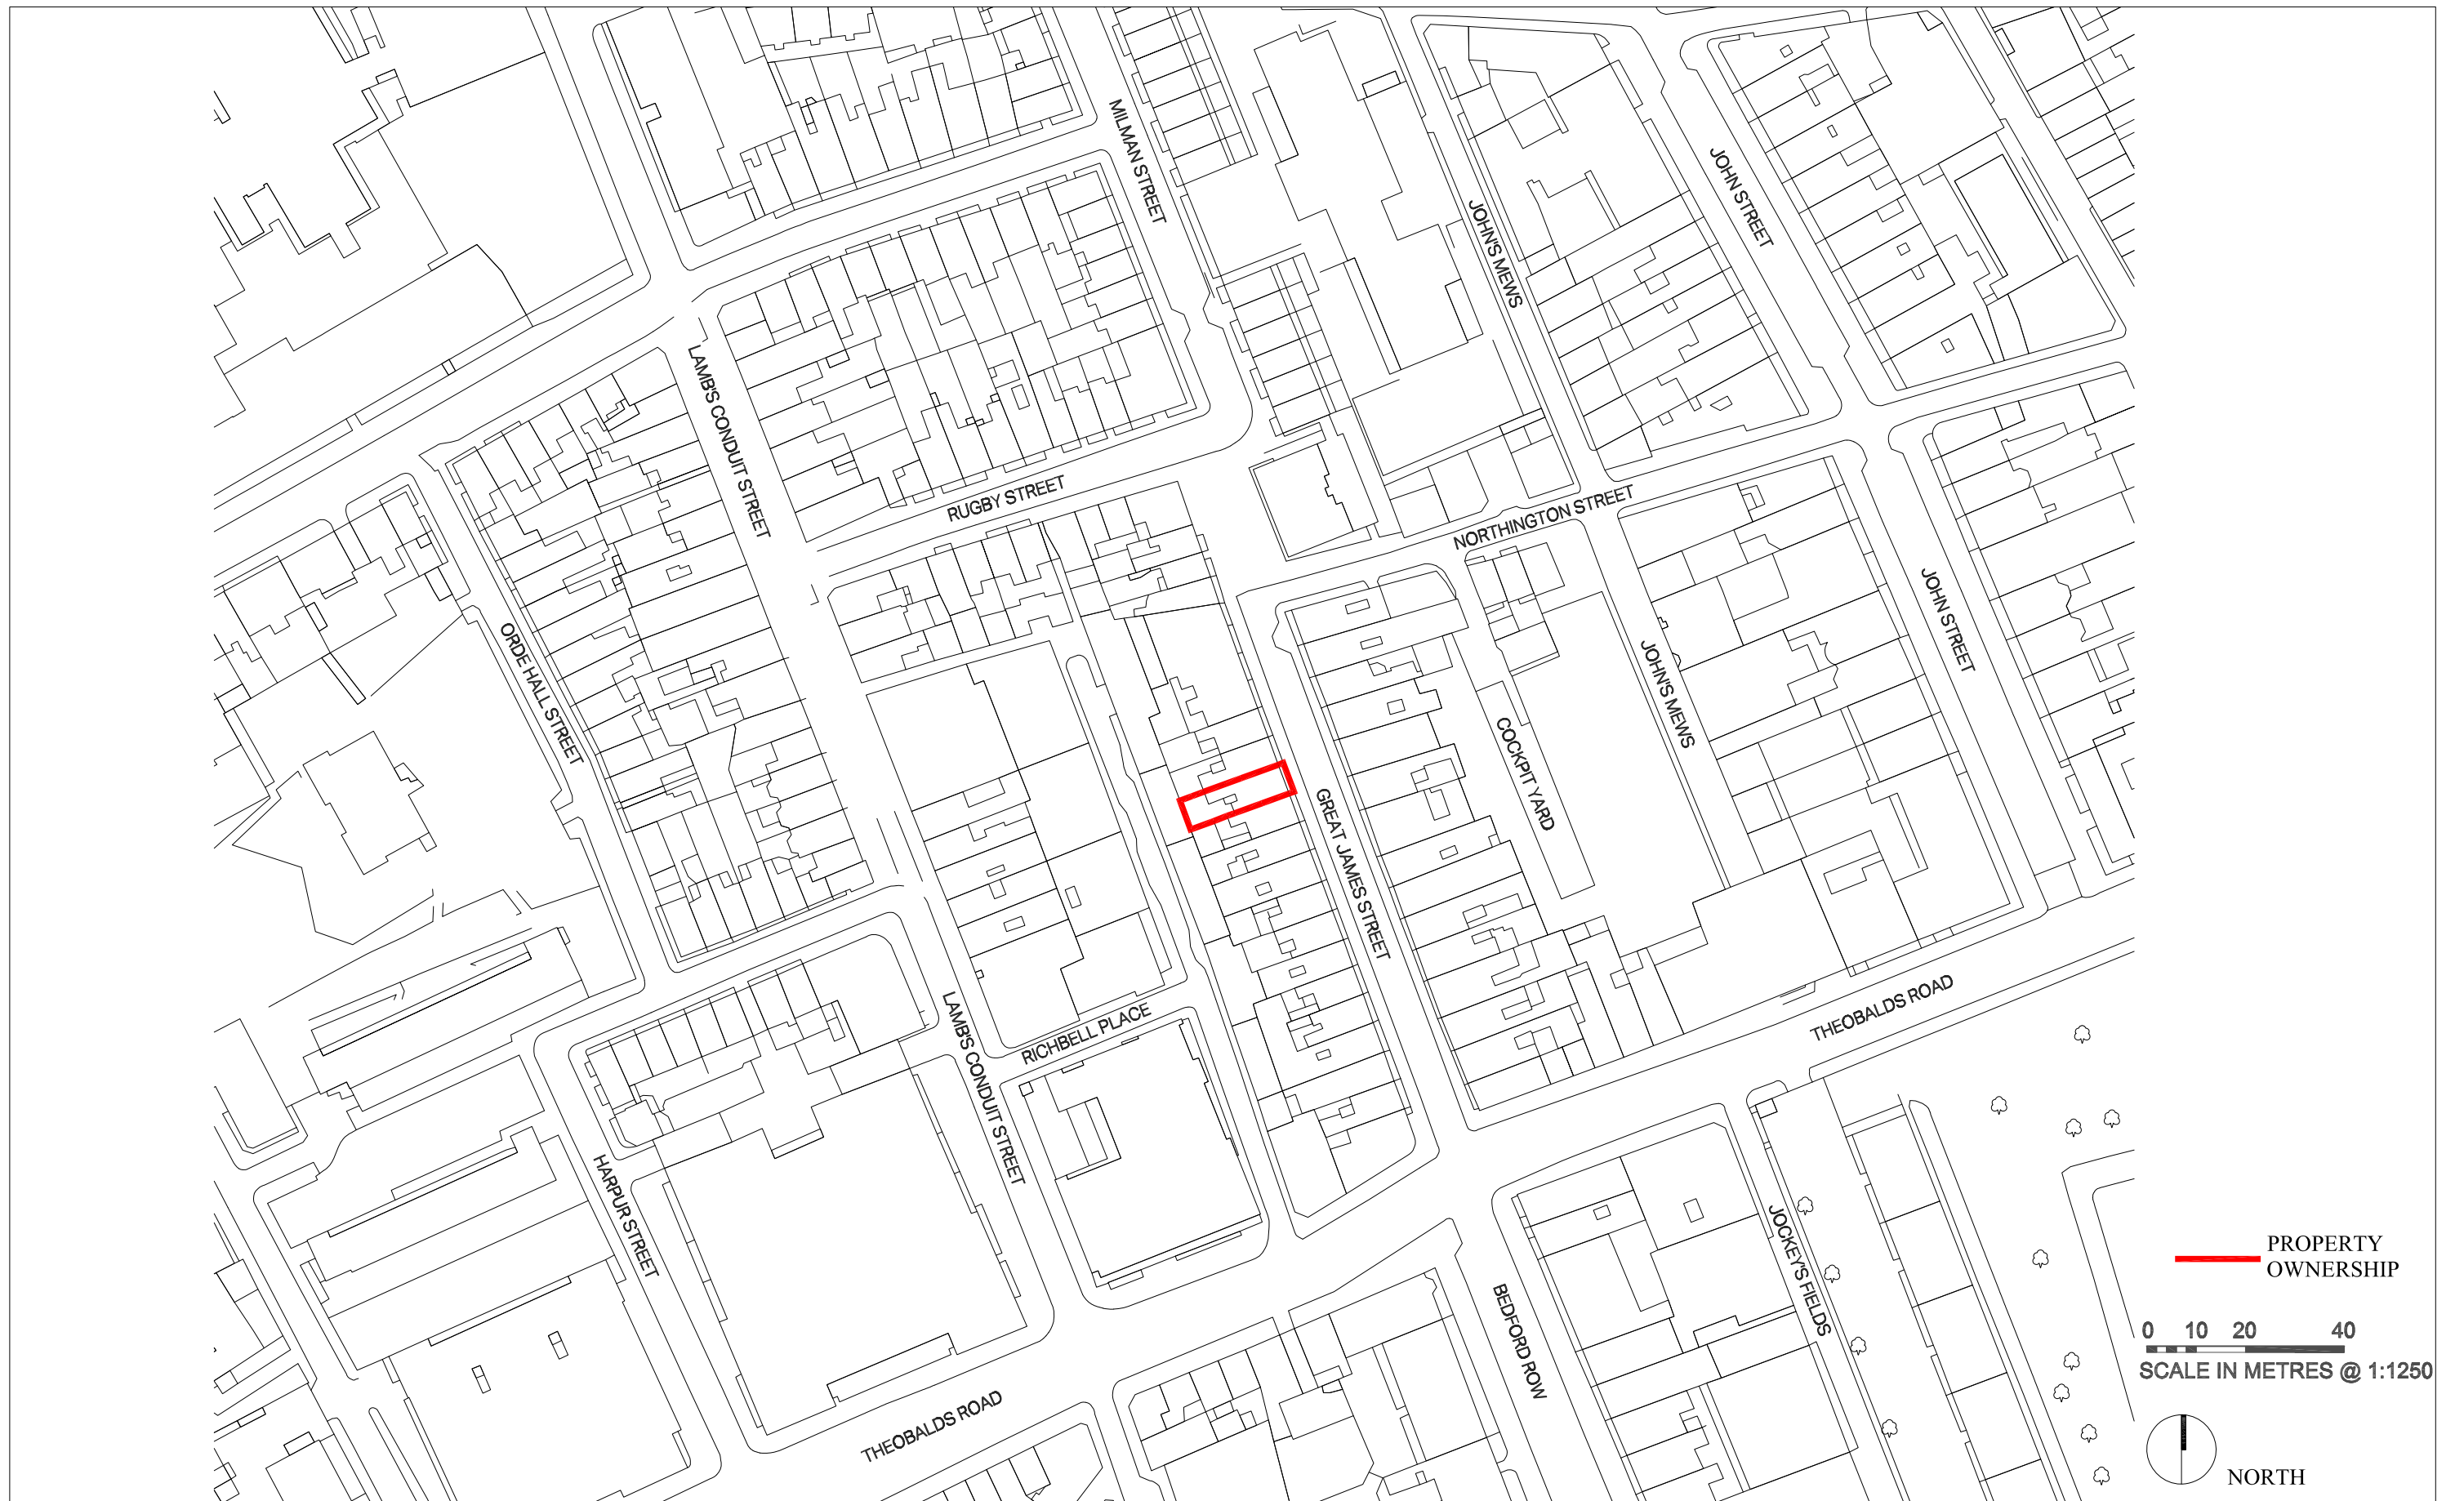 MILMAN STREET
JOHN STREET
JOHN'S MEWS
LAMB'S CONDUIT STREET
RUGBY STREET
NORTHINGTON STREET
ORDE HALL STREET
JOHN STREET
JOHN'S MEWS
COCKPIT YARD
GREAT JAMES STREET
THEOBALDS ROAD
LAMB'S CONDUIT STREET
RICHBELL PLACE
HARPUR STREET
JOCKEY'S FIELDS
BEDFORD ROW
THEOBALDS ROAD
PROPERTY
OWNERSHIP
0 10 20 40
SCALE IN METRES @ 1:1250
NORTH